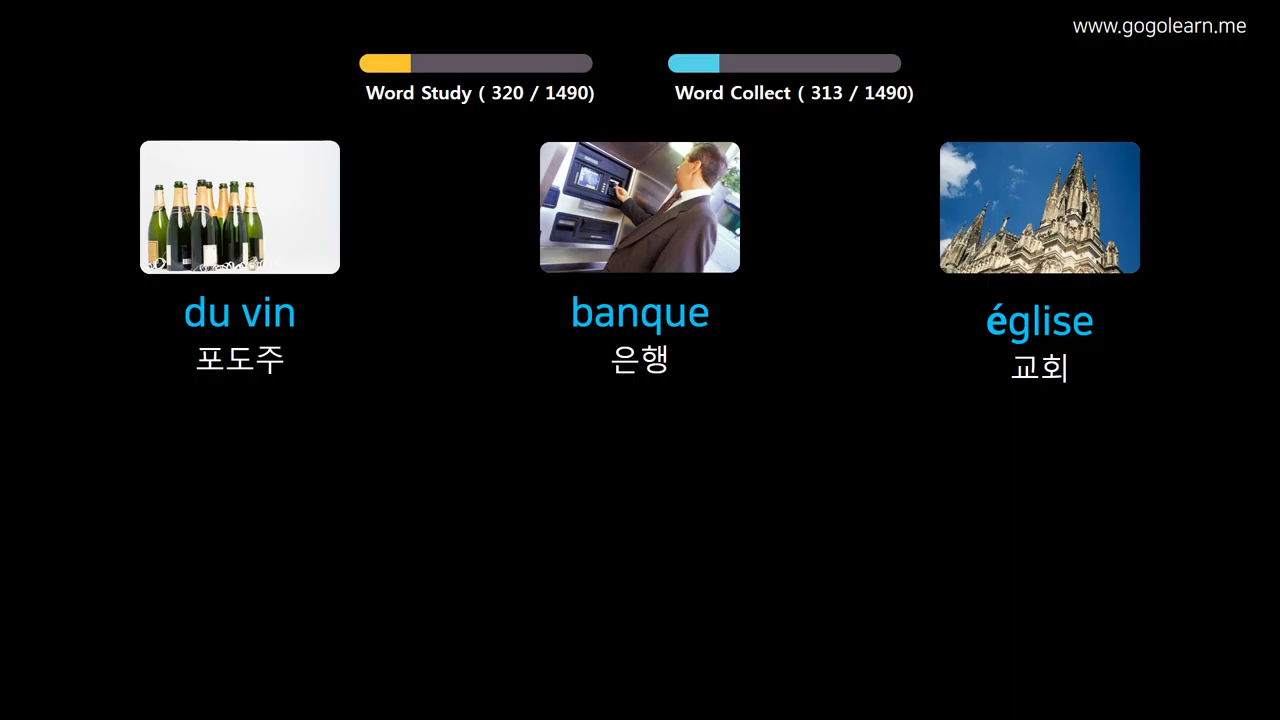 www.gogolearn.me
Word Study ( 320 / 1490)
Word Collect ( 313 / 1490)
du vin
포도주
banque
은행
église
교회